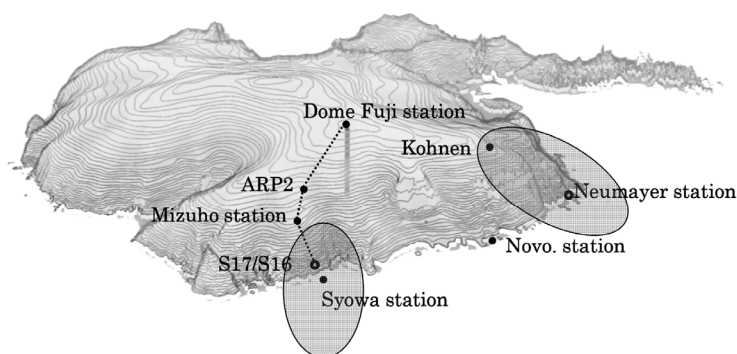 Dome Fuji station
Kohnen
ARP2
Neumayer station
Mizuho station
Novo. station
S17/S16
Syowa station